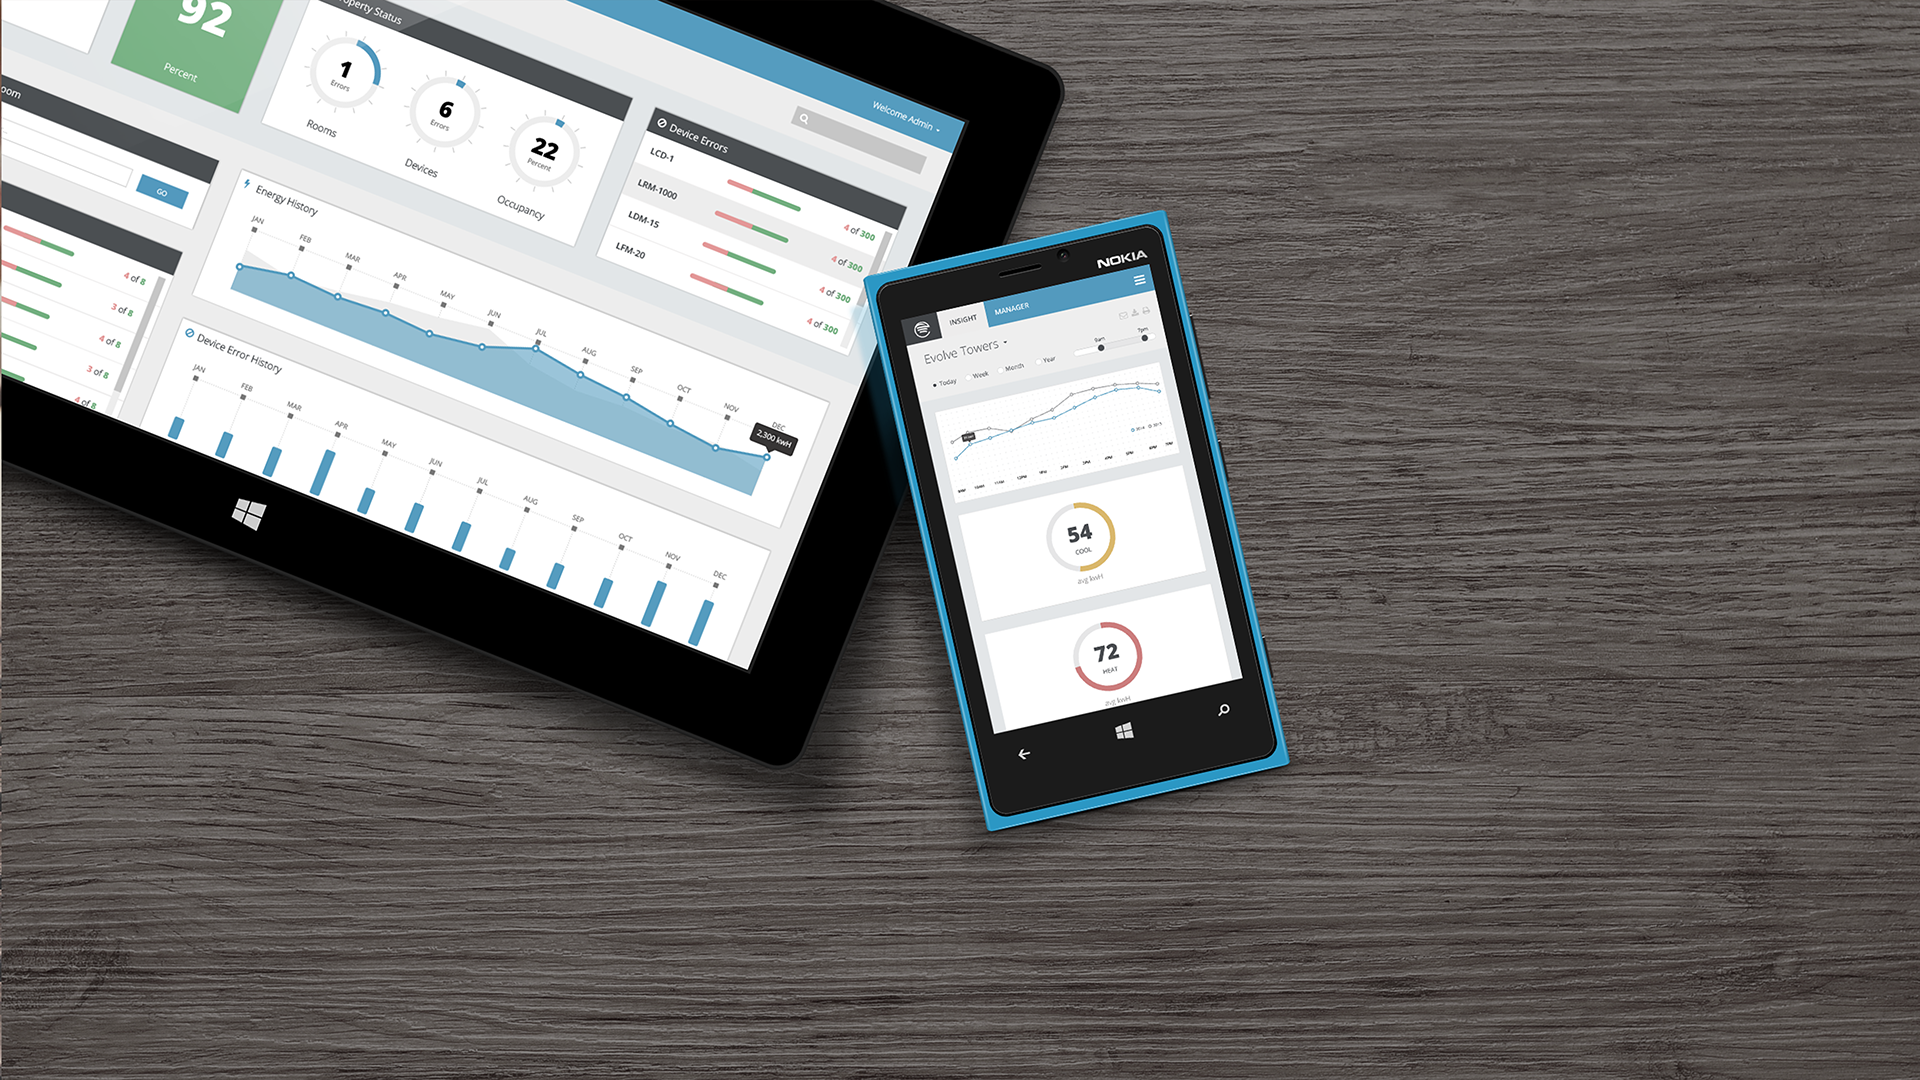 92
Percent
Property Status
1
Errors
Rooms
6
Errors
Devices
22
Percent
Occupancy
Welcome Admin
Device Errors
LCD-1
4 of 300
LRM-1000
4 of 300
LDM-15
4 of 300
LFM-20
4 of 300
oom
GO
4 of 8
3 of 8
4 of 8
3 of 8
4 of 8
Energy History
JAN
FEB
MAR
APR
MAY
JUN
JUL
AUG
SEP
OCT
NOV
DEC
2,300 kwH
Device Error History
JAN
FEB
MAR
APR
MAY
JUN
JUL
AUG
SEP
OCT
NOV
DEC
NOKIA
INSIGHT
MANAGER
Evolve Towers
Today
Week
Month
Year
8am
7pm
54
COOL
avg kwH
72
HEAT
avg kwH